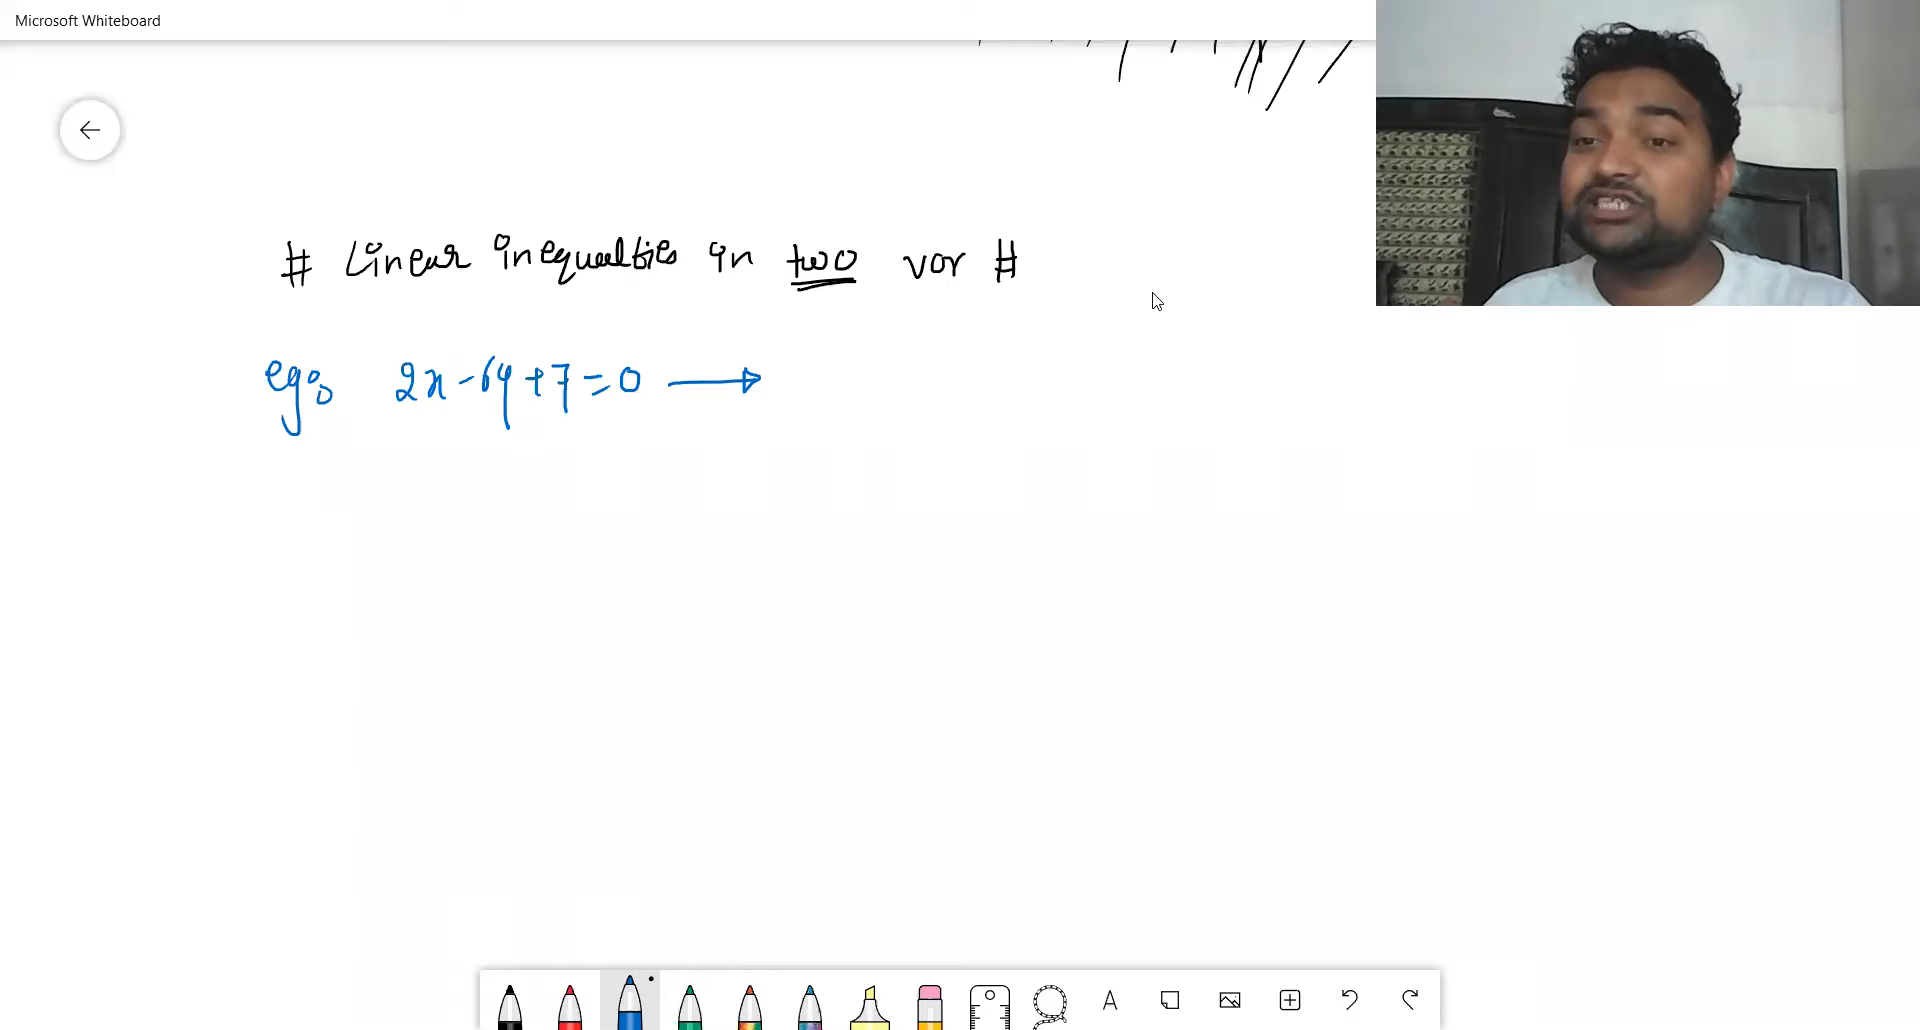 Microsoft Whiteboard
# Linear inequalties in two var #
eg: 2x - 6y + 7 = 0 →
A